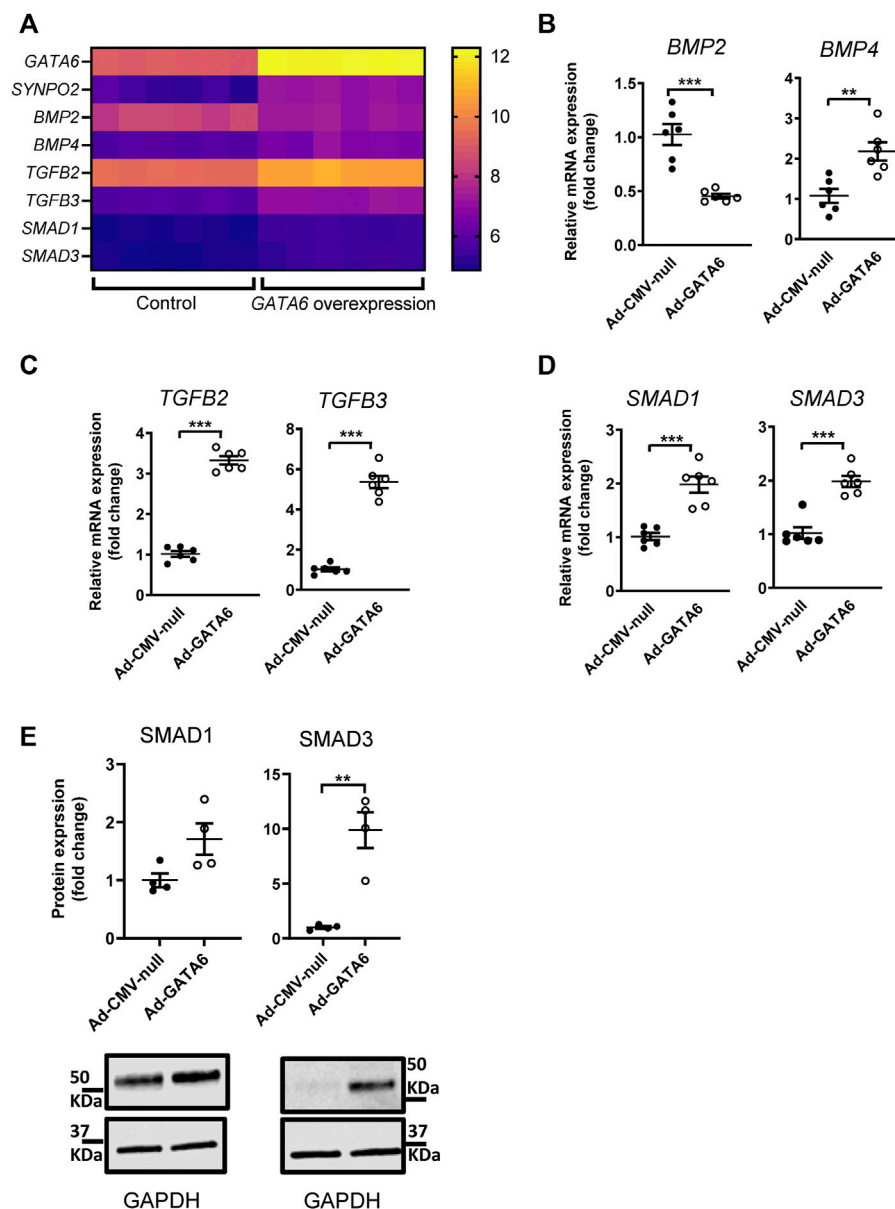 A
GATA6
SYNPO2
BMP2
BMP4
TGFB2
TGFB3
SMAD1
SMAD3
12
10
8
6
Control
GATA6 overexpression
B
BMP2
Relative mRNA expression
(fold change)
1.5
1.0
0.5
0.0
***
Ad-CMV-null
Ad-GATA6
BMP4
4
3
2
1
0
**
Ad-CMV-null
Ad-GATA6
C
TGFB2
Relative mRNA expression
(fold change)
4
3
2
1
0
***
Ad-CMV-null
Ad-GATA6
TGFB3
8
6
4
2
0
***
Ad-CMV-null
Ad-GATA6
D
SMAD1
Relative mRNA expression
(fold change)
3
2
1
0
***
Ad-CMV-null
Ad-GATA6
SMAD3
3
2
1
0
***
Ad-CMV-null
Ad-GATA6
E
SMAD1
Protein exprssion
(fold change)
3
2
1
0
Ad-CMV-null
Ad-GATA6
SMAD3
15
10
5
0
**
Ad-CMV-null
Ad-GATA6
50
KDa
37
KDa
GAPDH
50
KDa
37
KDa
GAPDH